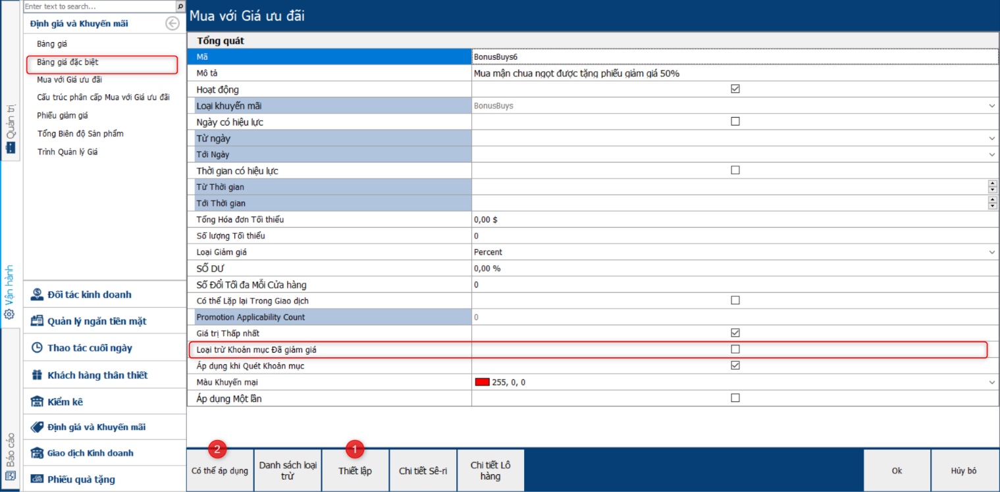 Enter text to search...
Mua với Giá ưu đãi
Định giá và Khuyến mãi
Bảng giá
Bảng giá đặc biệt
Mua với Giá ưu đãi
Cấu trúc phân cấp Mua với Giá ưu đãi
Phiếu giảm giá
Tổng Biên độ Sản phẩm
Trình Quản lý Giá
Quản trị
Vận hành
Báo cáo
Đối tác kinh doanh
Quản lý ngăn tiền mặt
Thao tác cuối ngày
Khách hàng thân thiết
Kiểm kê
Định giá và Khuyến mãi
Giao dịch Kinh doanh
Phiếu quà tặng
Tổng quát
Mã BonusBuys6
Mô tả Mua mận chua ngọt được tặng phiếu giảm giá 50%
Hoạt động
Loại khuyến mãi BonusBuys
Ngày có hiệu lực
Từ ngày
Tới Ngày
Thời gian có hiệu lực
Từ Thời gian
Tới Thời gian
Tổng Hóa đơn Tối thiểu 0,00 $
Số lượng Tối thiểu 0
Loại Giảm giá Percent
SỐ DƯ 0,00 %
Số Đổi Tối đa Mỗi Cửa hàng 0
Có thể Lặp lại Trong Giao dịch
Promotion Applicability Count 0
Giá trị Thấp nhất
Loại trừ Khoản mục Đã giảm giá
Áp dụng khi Quét Khoản mục
Màu Khuyến mại 255, 0, 0
Áp dụng Một lần
2
1
Có thể áp dụng
Danh sách loại
trừ
Thiết lập
Chi tiết Sê-ri
Chi tiết Lô
hàng
Ok
Hủy bỏ